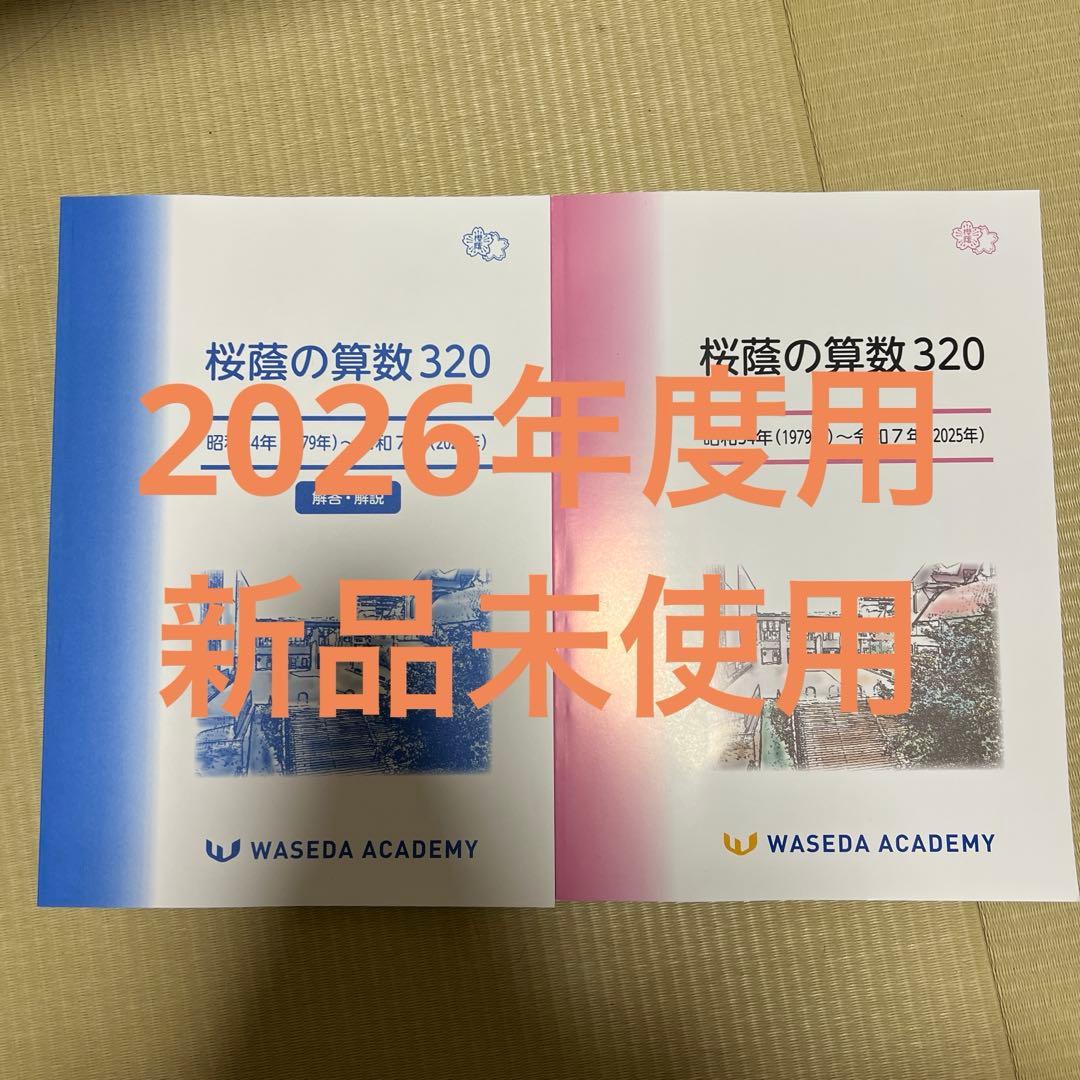 桜蔭の算数320
昭和54年(1979年)～令和7年(2025年)
解答・解説
WASEDA ACADEMY
桜蔭の算数320
昭和54年(1979年)～令和7年(2025年)
WASEDA ACADEMY
2026年度用
新品未使用